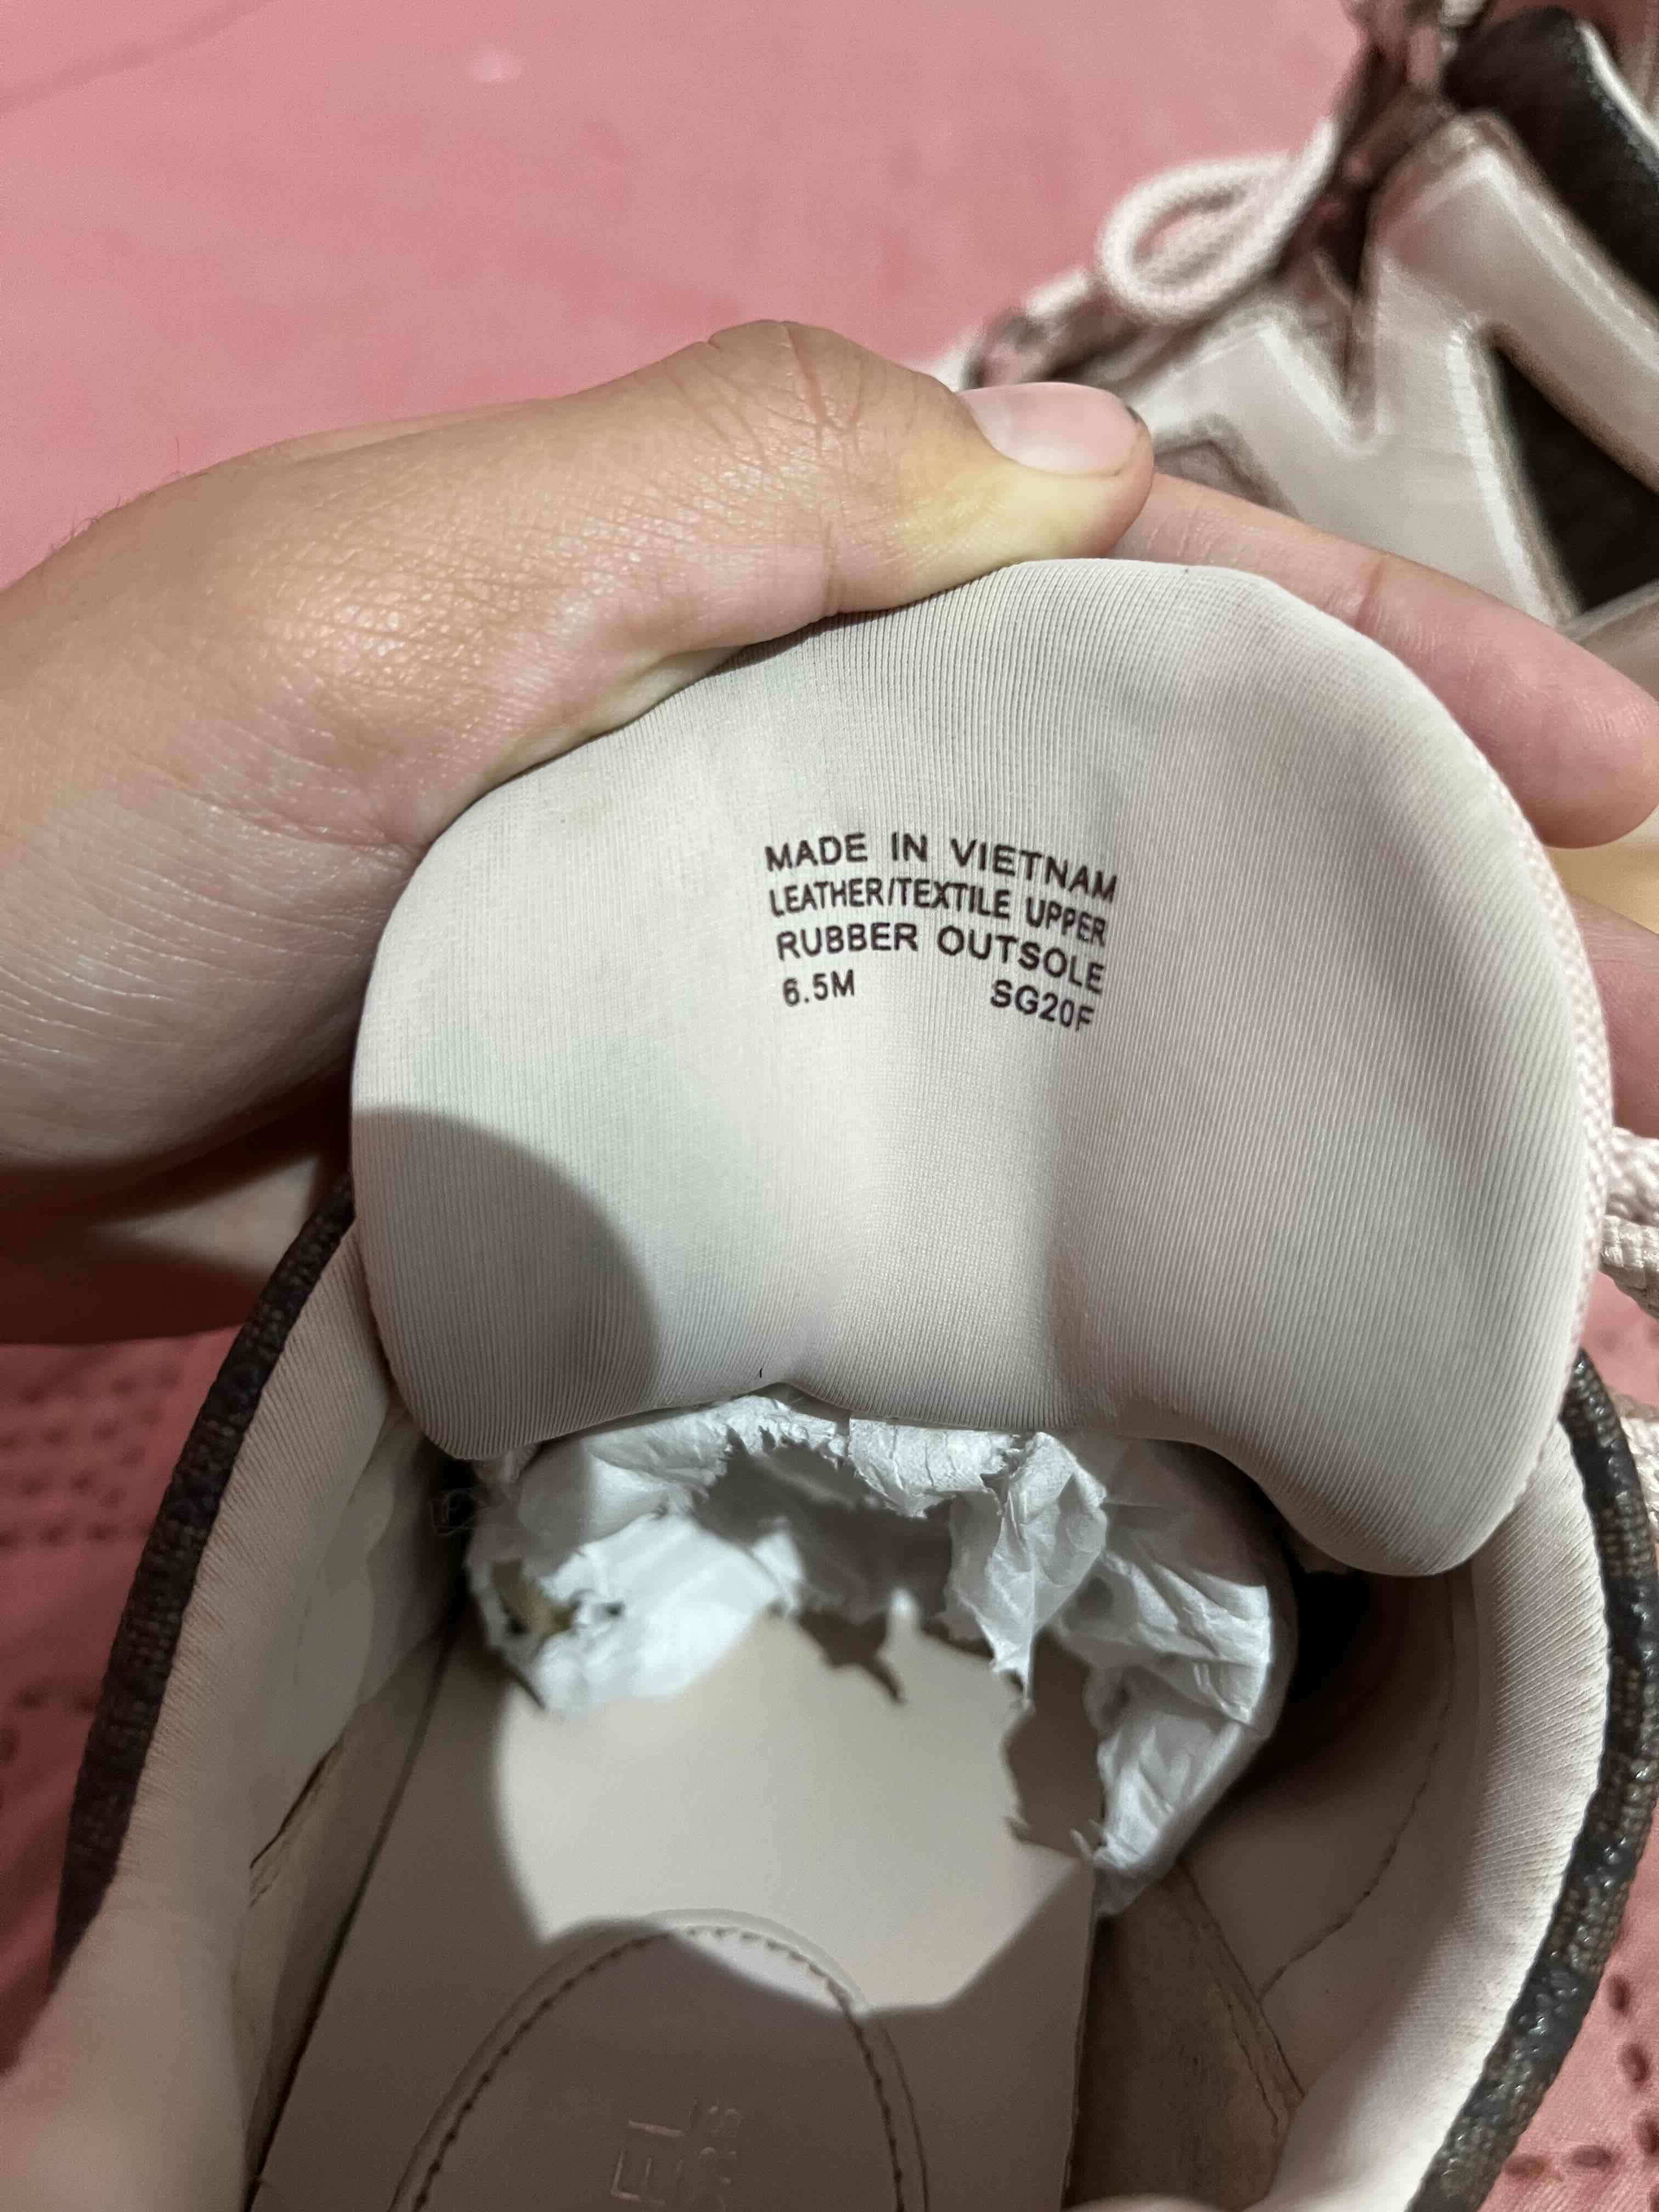 MADE IN VIETNAM
LEATHER/TEXTILE UPPER
RUBBER OUTSOLE
6.5M SG20F